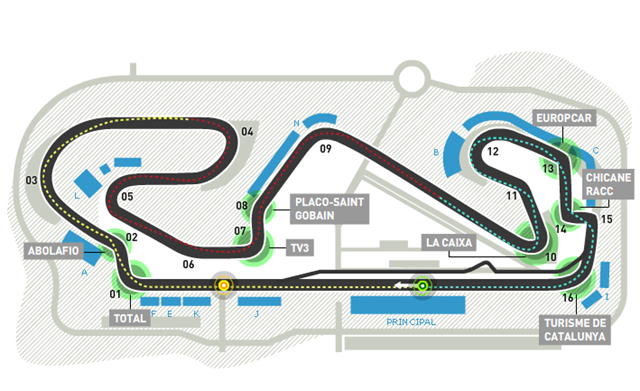 EUROPCAR
N
04
09
B
12
C
13
CHICANE
RACC
03
L
05
11
08
PLACO-SAINT
GOBAIN
02
07
14
15
ABOLAFIO
TV3
LA CAIXA
06
10
A
01
16
I
TOTAL
F
E
K
J
PRINCIPAL
TURISME DE
CATALUNYA